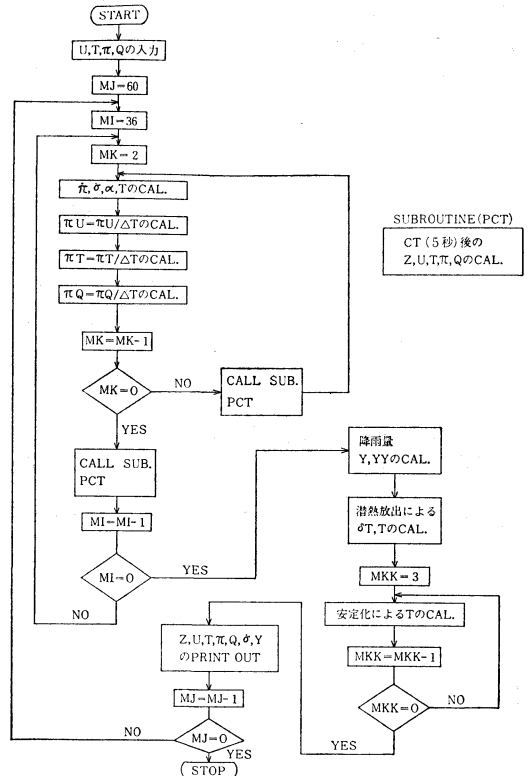 START
U,T,π,Qの入力
MJ=60
MI=36
MK=2
π̇,σ̇,α,TのCAL.
πU=πU/△TのCAL.
πT=πT/△TのCAL.
πQ=πQ/△TのCAL.
MK=MK-1
MK=0
NO
CALL SUB.
PCT
YES
CALL SUB.
PCT
MI=MI-1
MI=0
YES
NO
SUBROUTINE(PCT)
CT(5秒)後の
Z,U,T,π,QのCAL.
降雨量
Y,YYのCAL.
潜熱放出による
δT,TのCAL.
MKK=3
安定化によるTのCAL.
MKK=MKK-1
MKK=0
NO
YES
Z,U,T,π,Q,σ̇,Y
のPRINT OUT
MJ=MJ-1
MJ=0
NO
YES
STOP